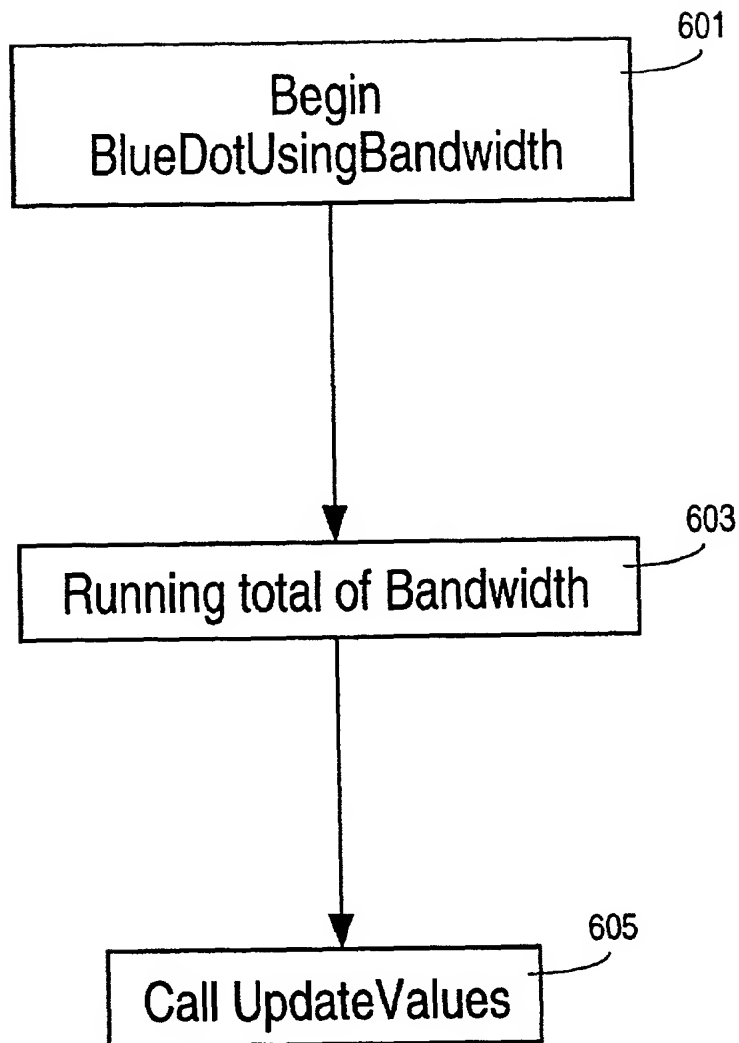 601
Begin
BlueDotUsingBandwidth
603
Running total of Bandwidth
605
Call UpdateValues